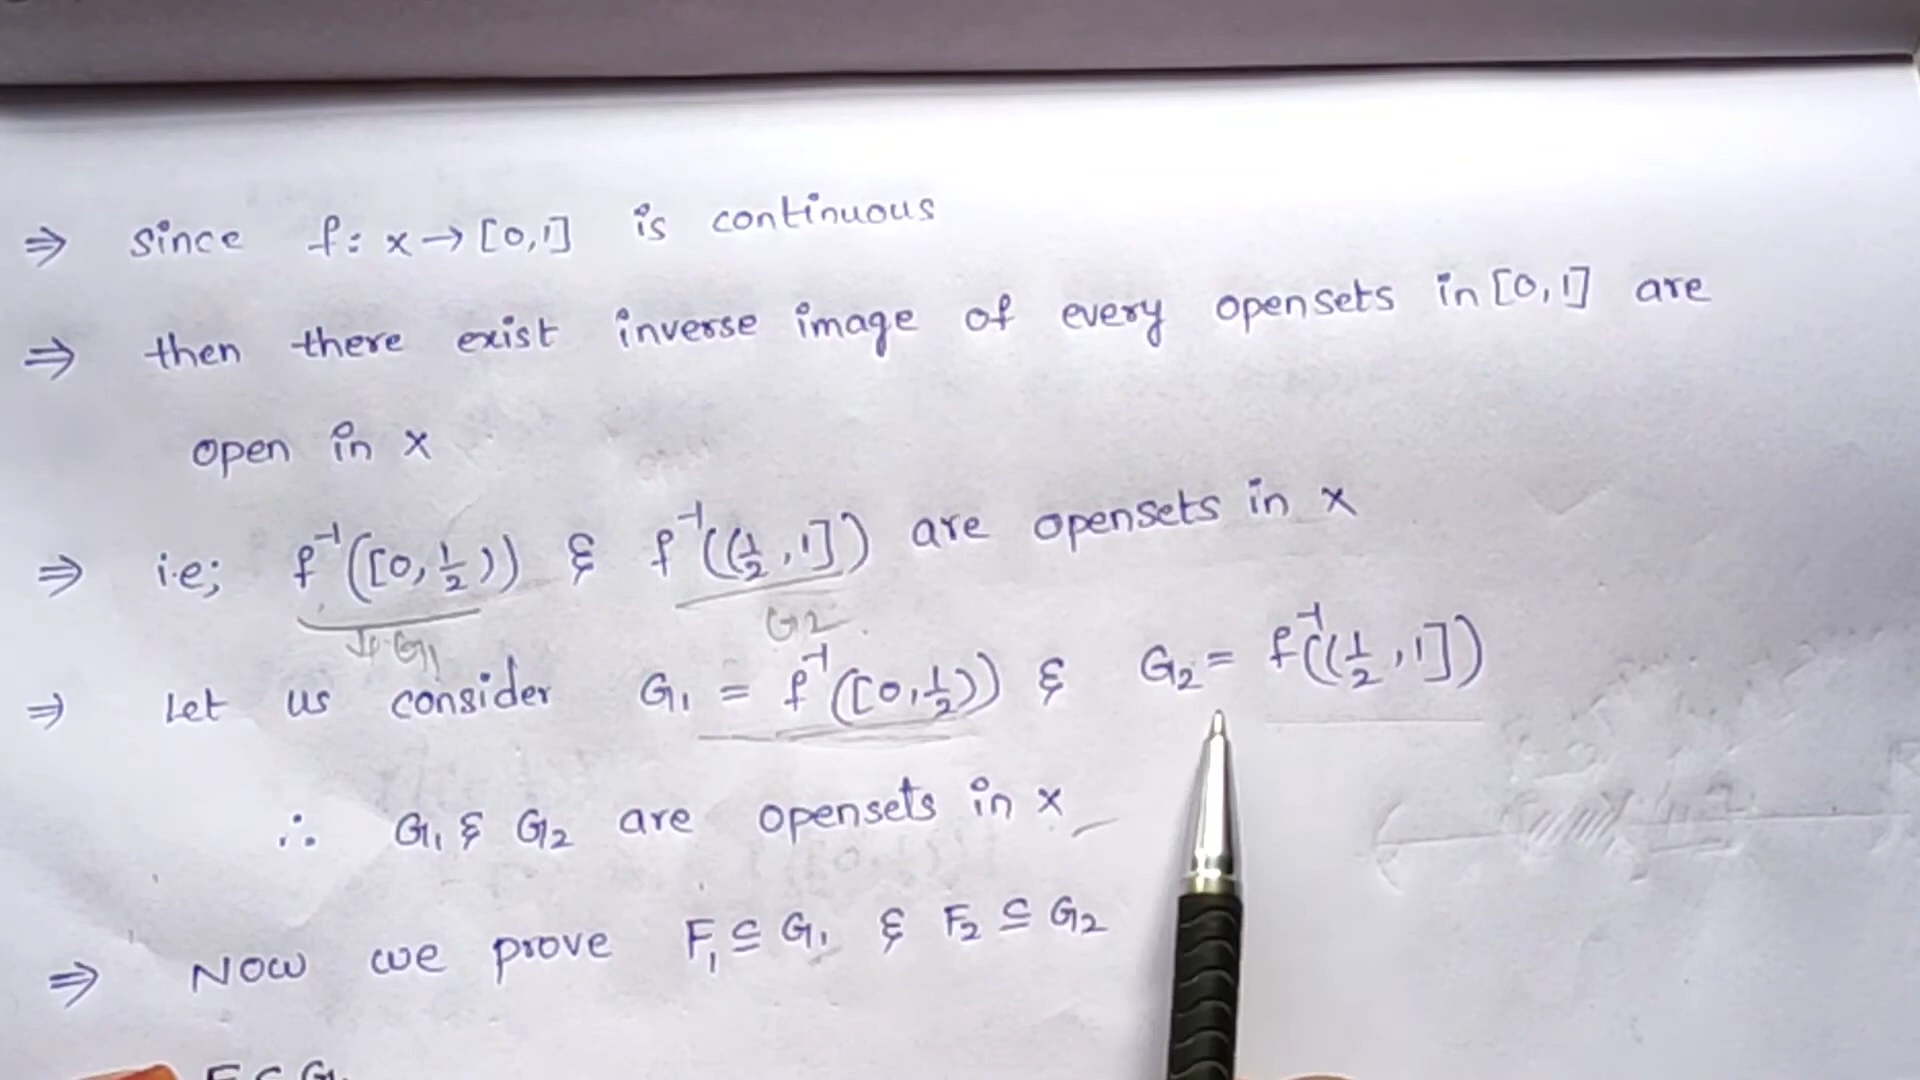 ⇒ Since f: x → [0,1] is continuous
⇒ then there exist inverse image of every opensets in [0,1] are
open in x
⇒ i.e; f⁻¹([0,½)) & f⁻¹((½,1]) are opensets in x
G1 G2
⇒ Let us consider G₁ = f⁻¹([0,½)) & G₂ = f⁻¹((½,1])
∴ G₁ & G₂ are opensets in x
⇒ Now we prove F₁ ⊆ G₁ & F₂ ⊆ G₂